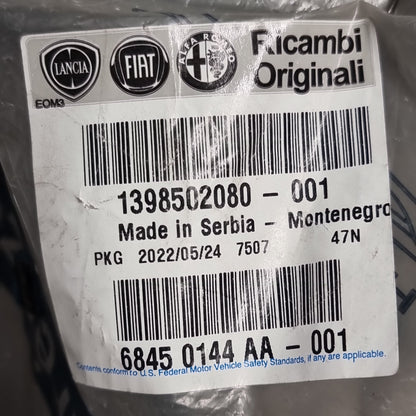 LANCIA
FIAT
ALFA ROMEO
Ricambi
Originali
EOM3
1398502080 - 001
Made in Serbia - Montenegro
PKG 2022/05/24 7507 47N
6845 0144 AA - 001
Contents conform to U.S. Federal Motor Vehicle Safety Standards, if any are applicable.